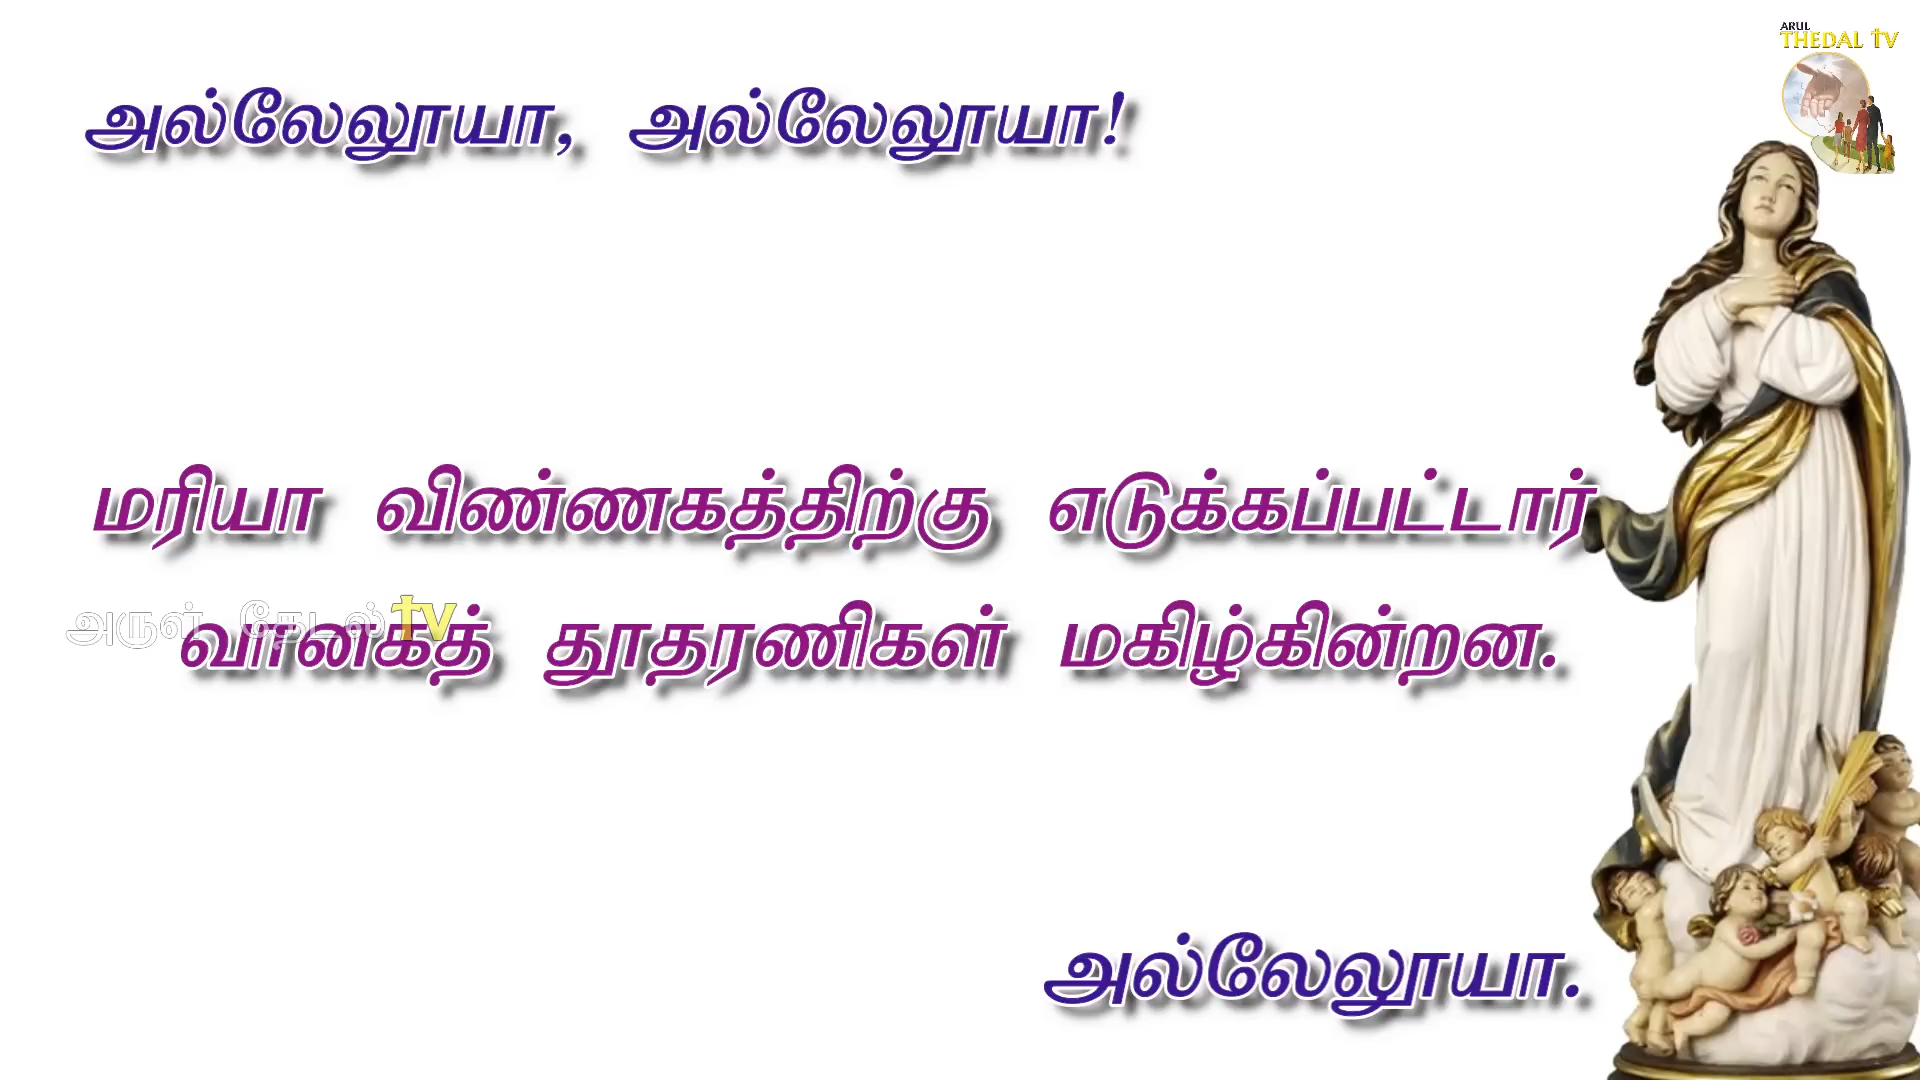 ARUL
THEDAL TV
அல்லேலூயா, அல்லேலூயா!
மரியா விண்ணகத்திற்கு எடுக்கப்பட்டார்
அருள் தேடல் tv
வானகத் தூதரணிகள் மகிழ்கின்றன.
அல்லேலூயா.